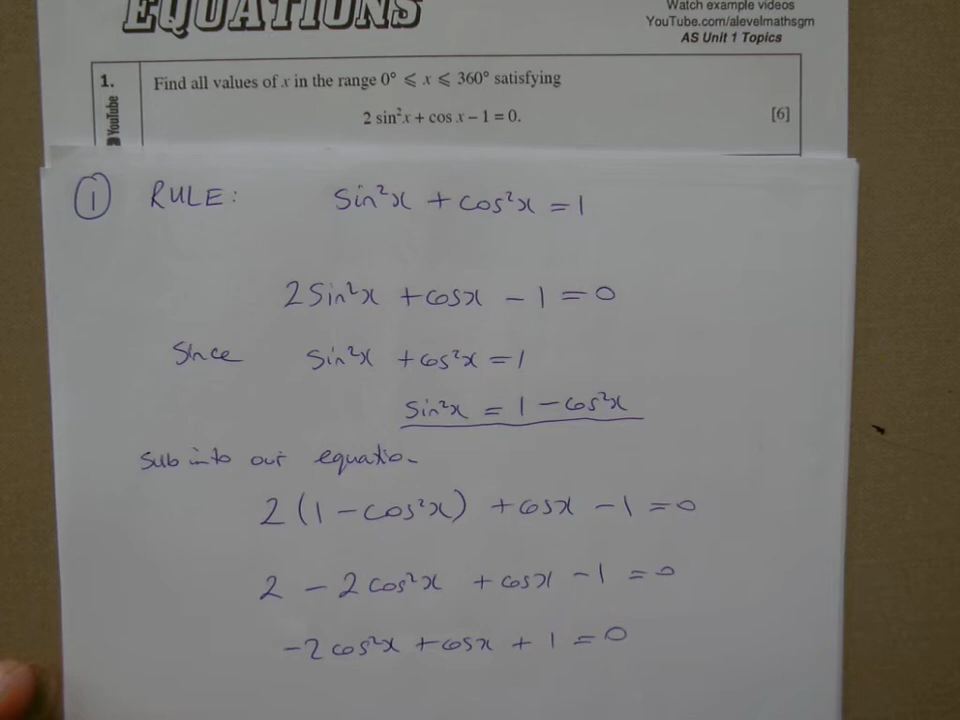 EQUATIONS
Watch example videos
YouTube.com/alevelmathsgm
AS Unit 1 Topics
1. Find all values of x in the range 0° ⩽ x ⩽ 360° satisfying
YouTube
2 sin²x + cos x – 1 = 0. [6]
① RULE: sin²x + cos²x = 1
2sin²x + cosx - 1 = 0
Since sin²x + cos²x = 1
sin²x = 1 - cos²x
Sub into our equation
2(1 - cos²x) + cosx - 1 = 0
2 - 2cos²x + cosx - 1 = 0
-2cos²x + cosx + 1 = 0